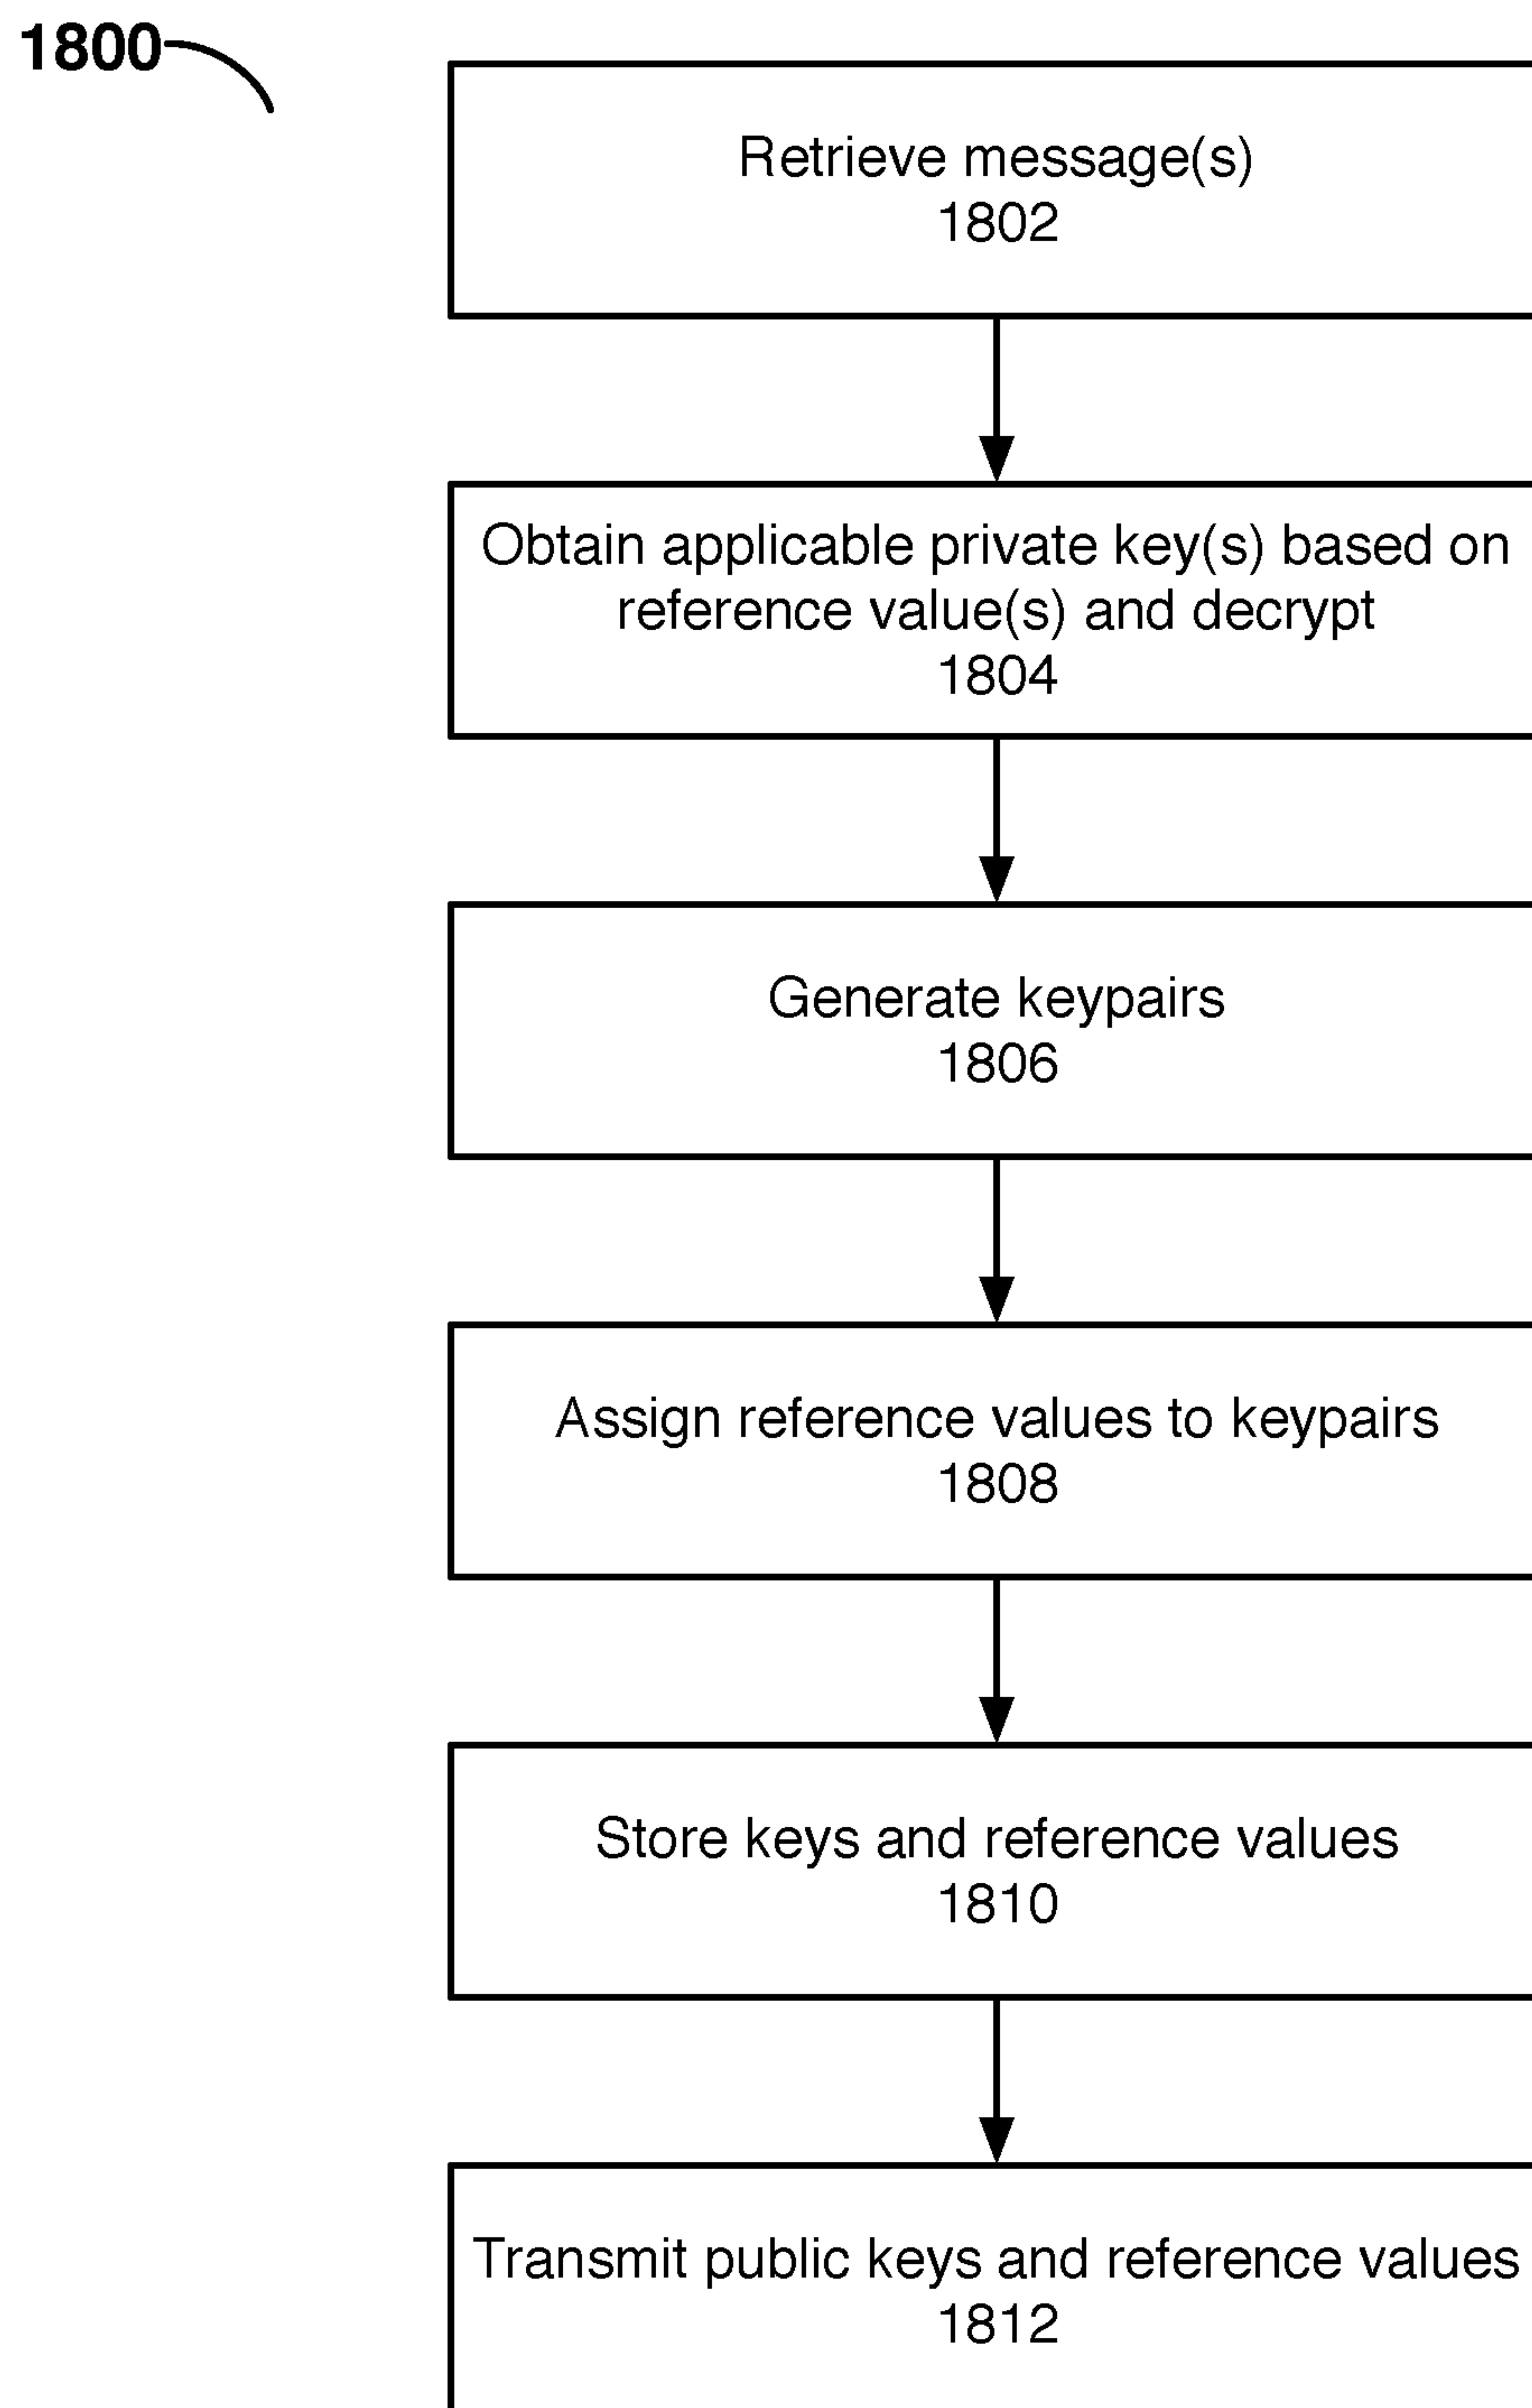 1800
Retrieve message(s)
1802
Obtain applicable private key(s) based on
reference value(s) and decrypt
1804
Generate keypairs
1806
Assign reference values to keypairs
1808
Store keys and reference values
1810
Transmit public keys and reference values
1812